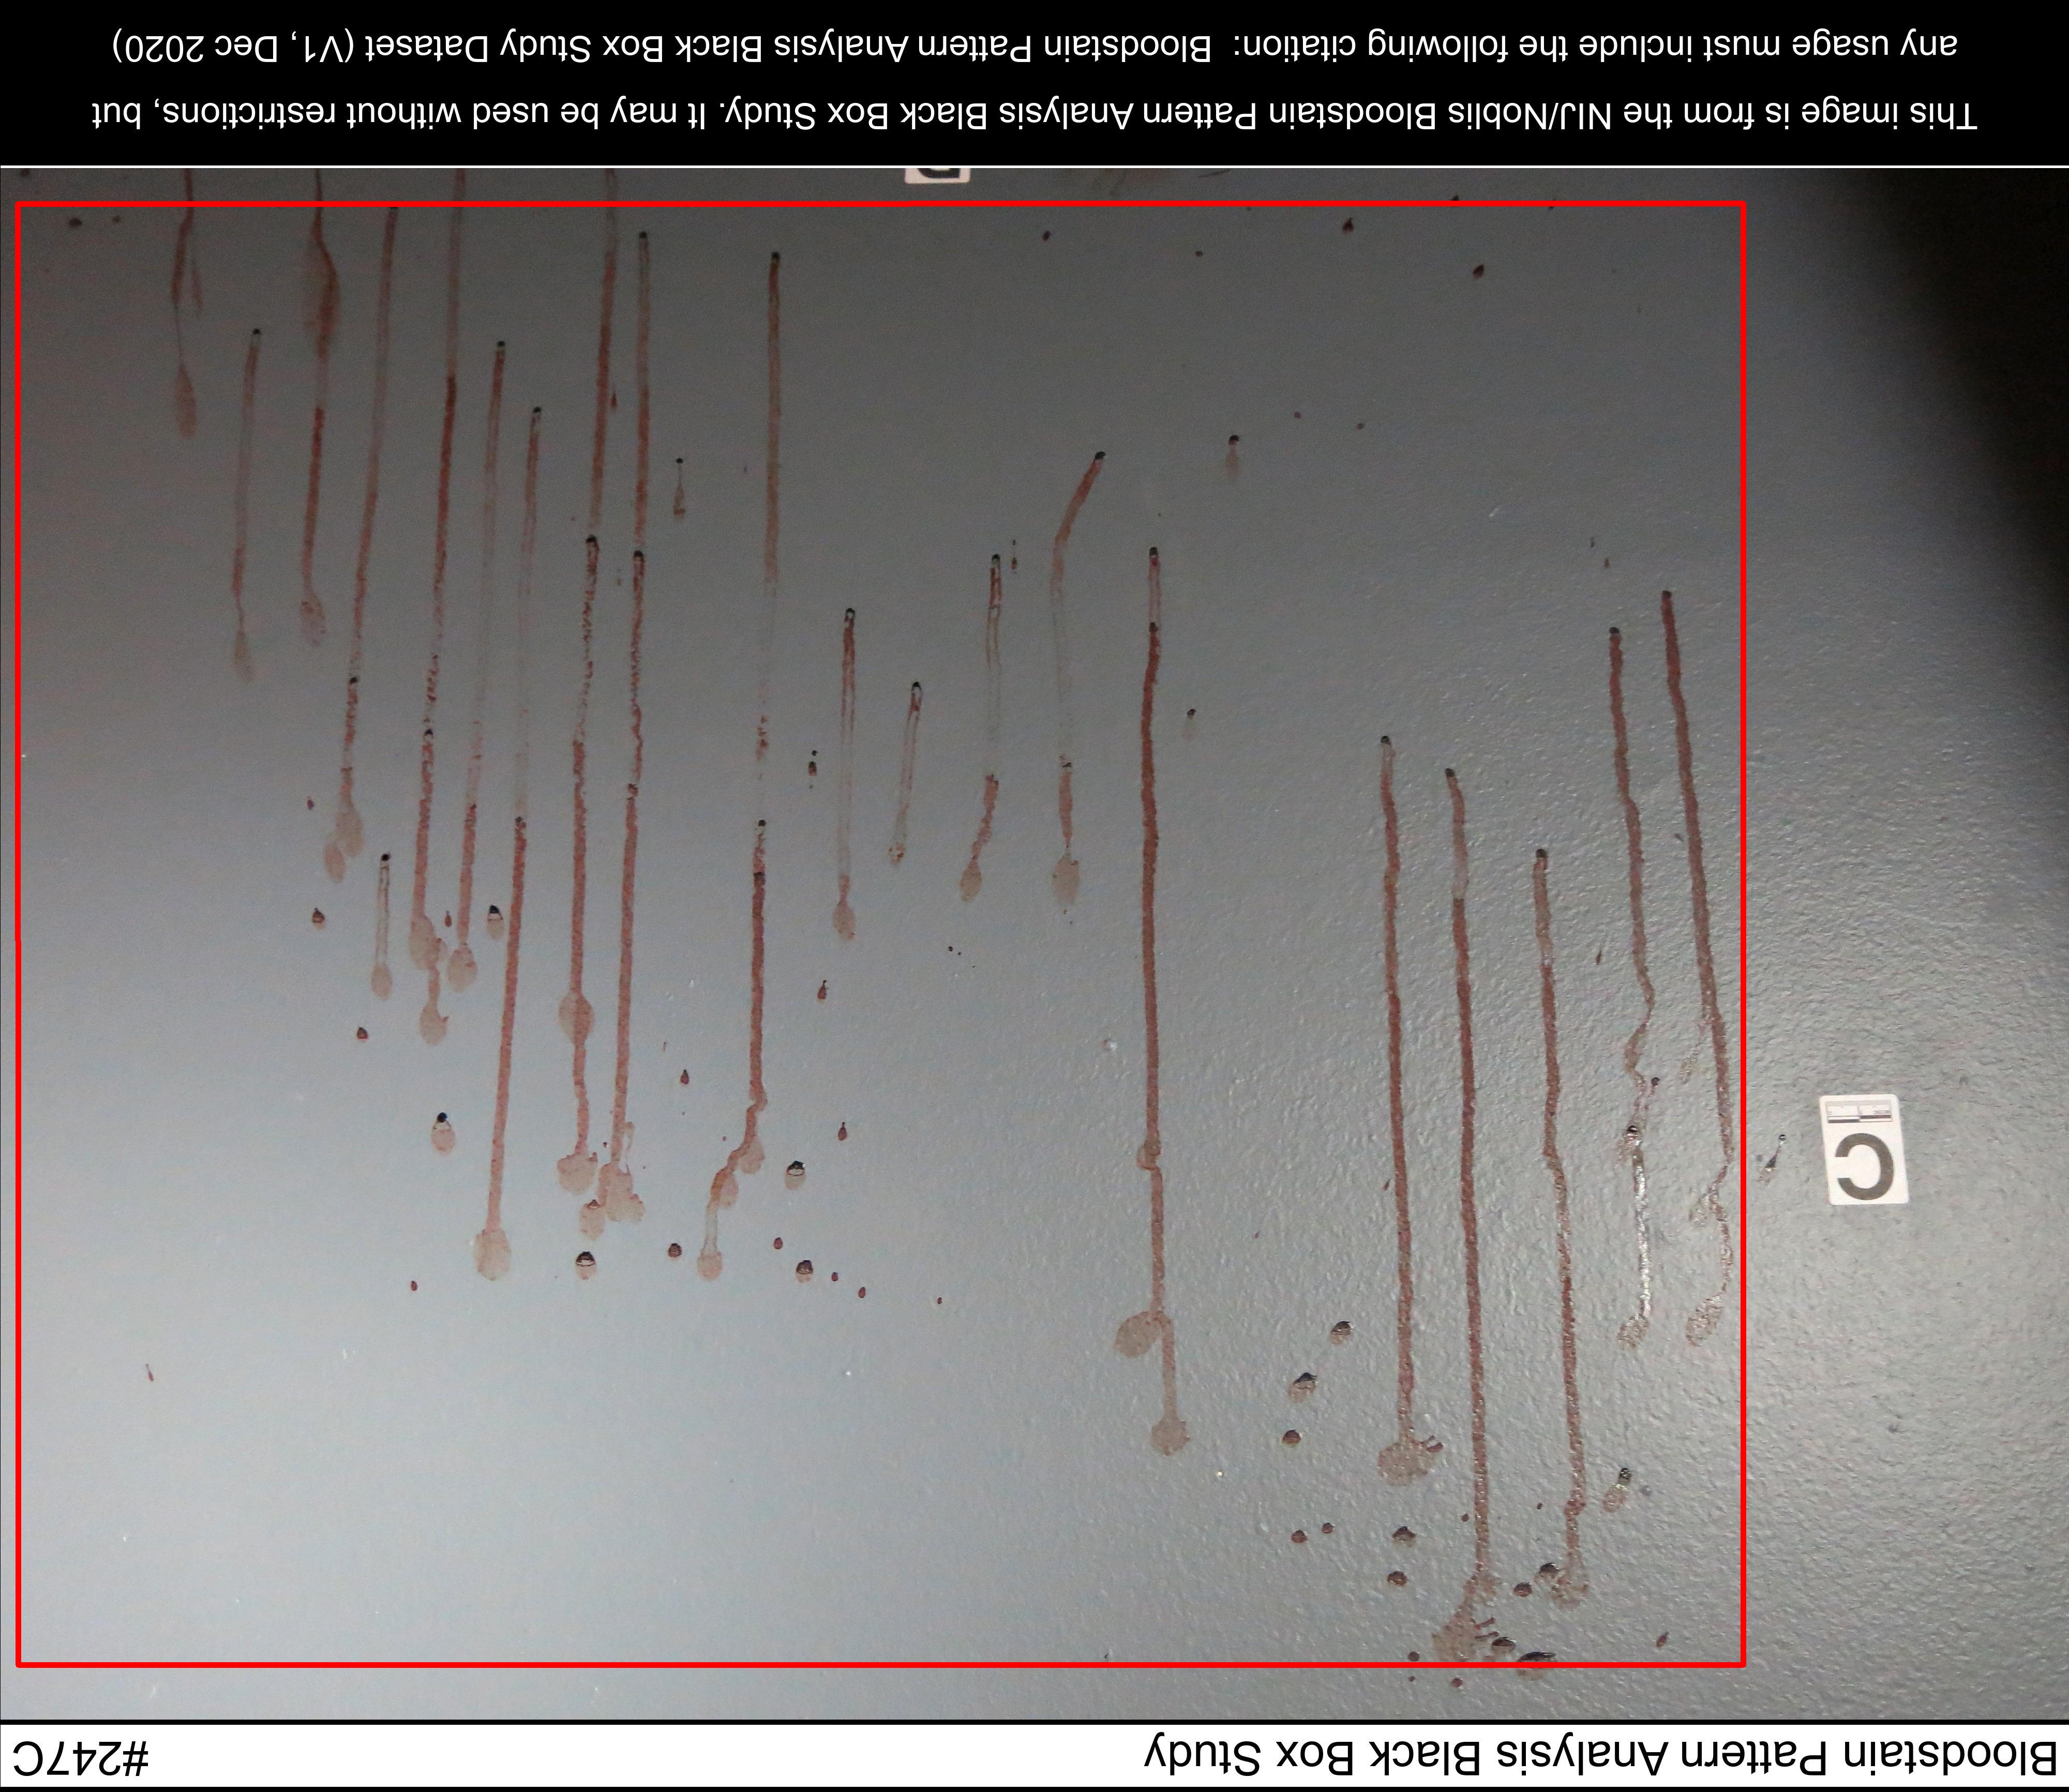 Bloodstain Pattern Analysis Black Box Study #247C
C
This image is from the NIJ/Noblis Bloodstain Pattern Analysis Black Box Study. It may be used without restrictions, but
any usage must include the following citation: Bloodstain Pattern Analysis Black Box Study Dataset (V1, Dec 2020)